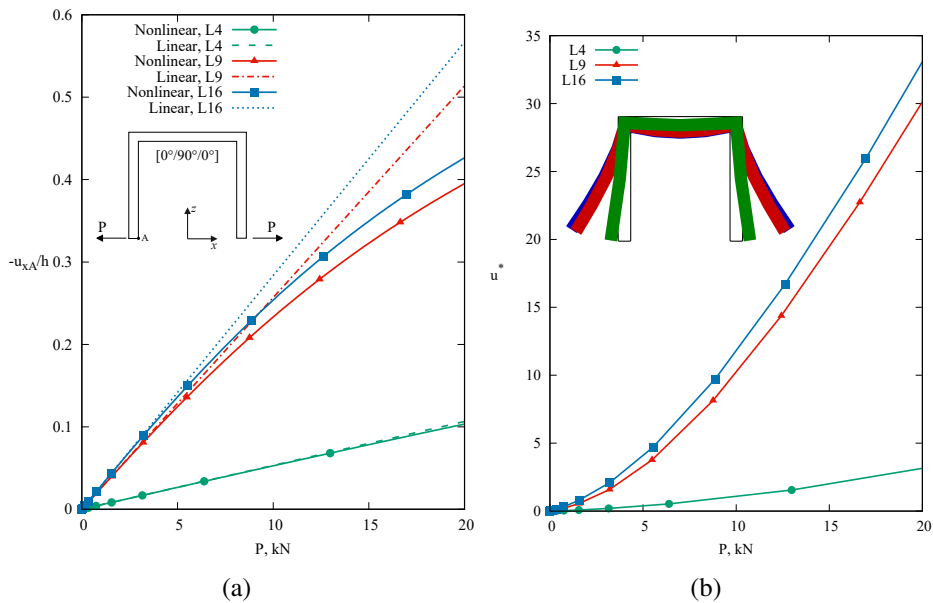 Nonlinear, L4
Linear, L4
Nonlinear, L9
Linear, L9
Nonlinear, L16
Linear, L16
[0°/90°/0°]
P
P
A
z
x
-u_xA/h
0.6
0.5
0.4
0.3
0.2
0.1
0
0 5 10 15 20
P, kN
(a)
L4
L9
L16
u*
35
30
25
20
15
10
5
0
0 5 10 15 20
P, kN
(b)